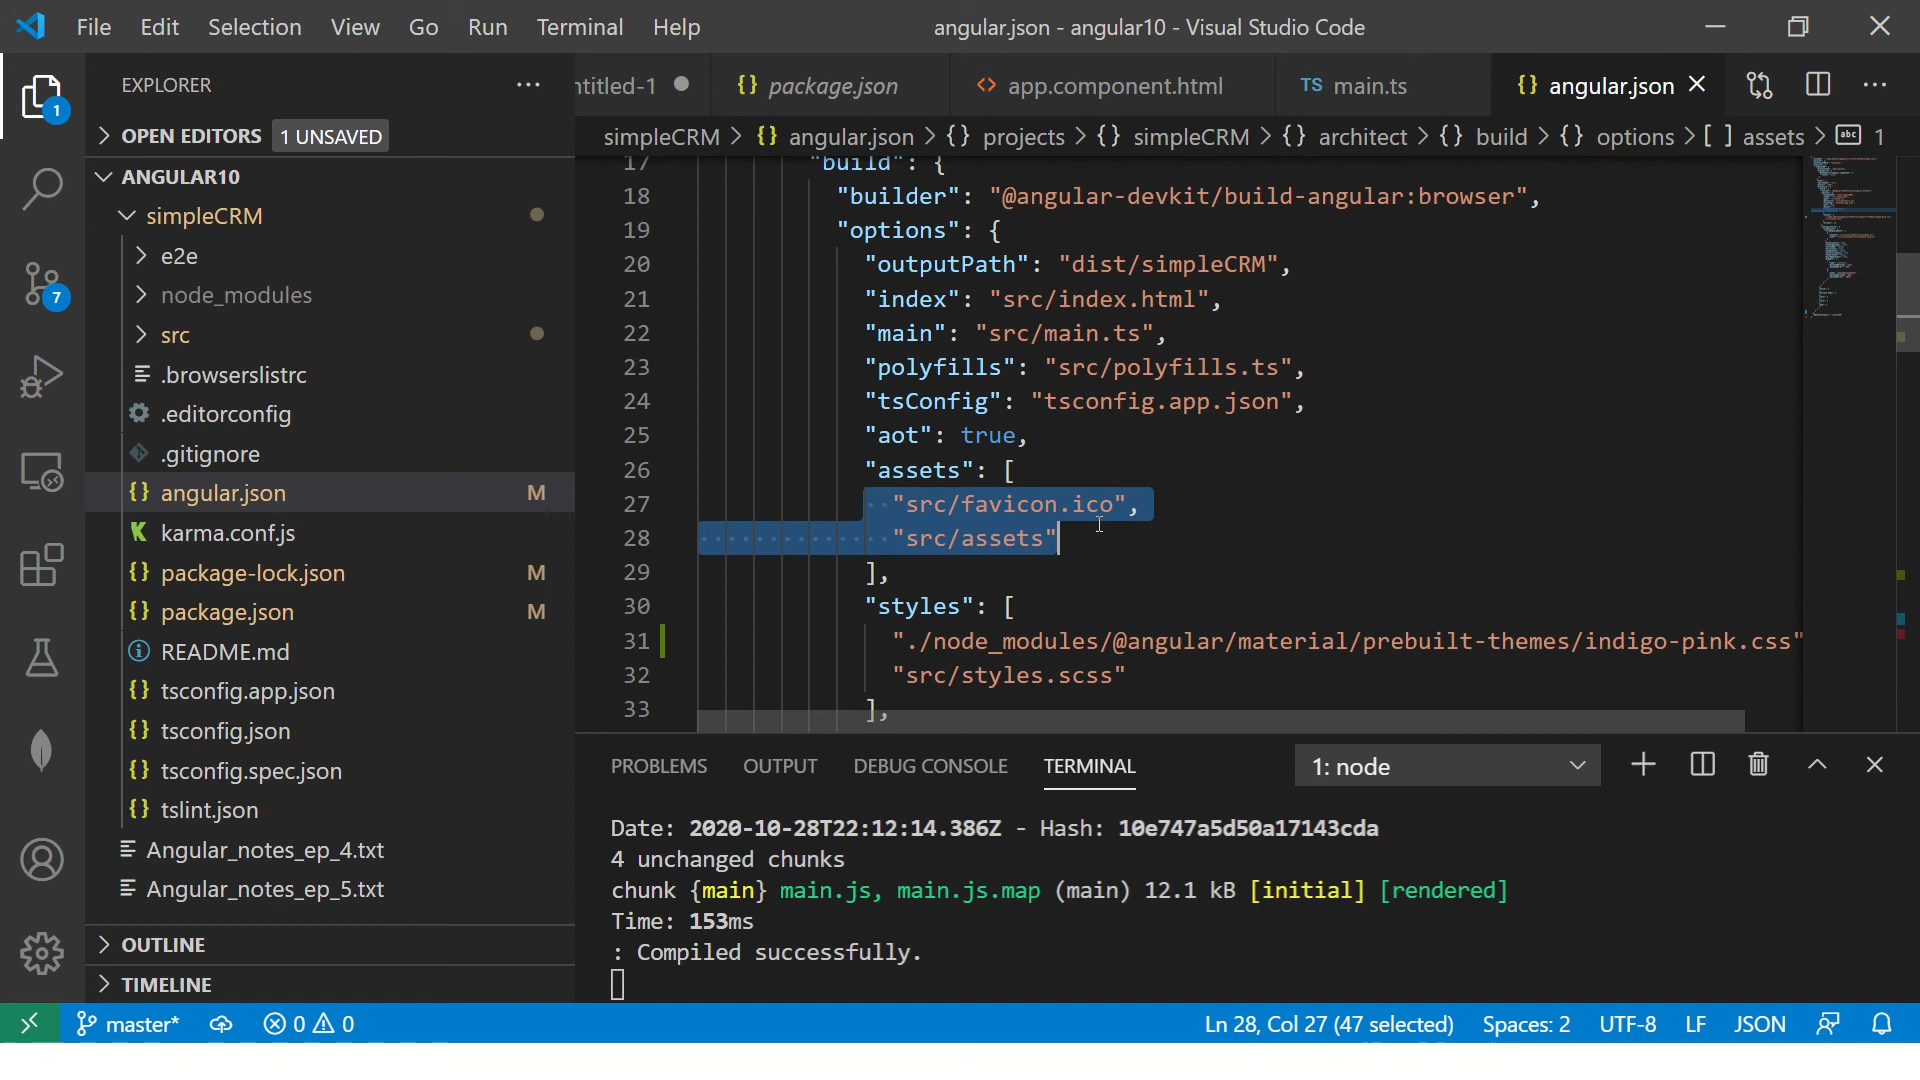 File Edit Selection View Go Run Terminal Help angular.json - angular10 - Visual Studio Code
EXPLORER ntitled-1 {} package.json <> app.component.html TS main.ts {} angular.json
1
OPEN EDITORS 1 UNSAVED
simpleCRM > {} angular.json > {} projects > {} simpleCRM > {} architect > {} build > {} options > [ ] assets > abc 1
ANGULAR10
simpleCRM
e2e
node_modules
src
.browserslistrc
.editorconfig
.gitignore
{} angular.json M
K karma.conf.js
{} package-lock.json M
{} package.json M
README.md
{} tsconfig.app.json
{} tsconfig.json
{} tsconfig.spec.json
{} tslint.json
Angular_notes_ep_4.txt
Angular_notes_ep_5.txt
OUTLINE
TIMELINE
7
17 "build": {
18 "builder": "@angular-devkit/build-angular:browser",
19 "options": {
20 "outputPath": "dist/simpleCRM",
21 "index": "src/index.html",
22 "main": "src/main.ts",
23 "polyfills": "src/polyfills.ts",
24 "tsConfig": "tsconfig.app.json",
25 "aot": true,
26 "assets": [
27 "src/favicon.ico",
28 "src/assets"
29 ],
30 "styles": [
31 "./node_modules/@angular/material/prebuilt-themes/indigo-pink.css"
32 "src/styles.scss"
33 ],
PROBLEMS OUTPUT DEBUG CONSOLE TERMINAL 1: node
Date: 2020-10-28T22:12:14.386Z - Hash: 10e747a5d50a17143cda
4 unchanged chunks
chunk {main} main.js, main.js.map (main) 12.1 kB [initial] [rendered]
Time: 153ms
: Compiled successfully.
master* 0 0 Ln 28, Col 27 (47 selected) Spaces: 2 UTF-8 LF JSON